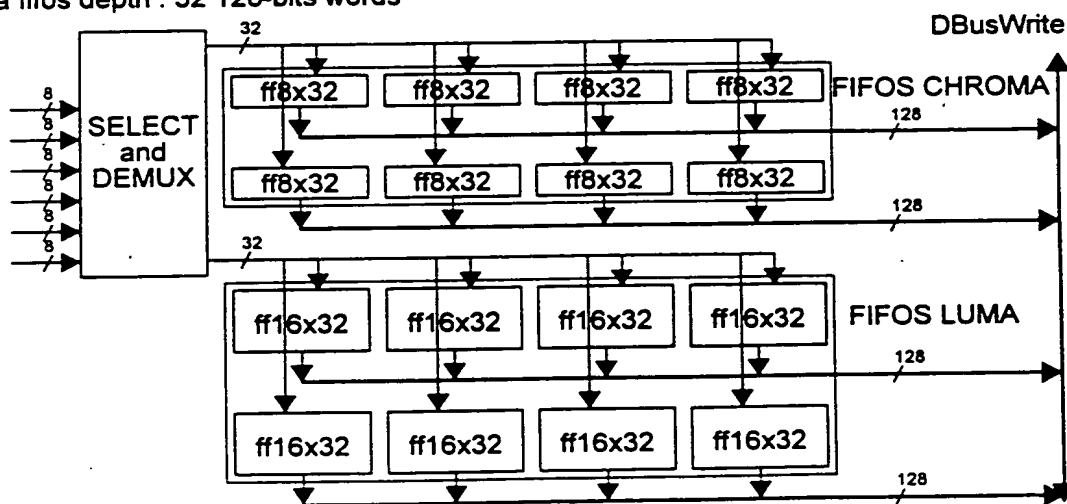 a fifos depth : 32 128-bits words
DBusWrite
32
ff8x32 ff8x32 ff8x32 ff8x32
FIFOS CHROMA
8
8
8
8
8
8
SELECT
and
DEMUX
128
ff8x32 ff8x32 ff8x32 ff8x32
128
32
ff16x32 ff16x32 ff16x32 ff16x32
FIFOS LUMA
128
ff16x32 ff16x32 ff16x32 ff16x32
128